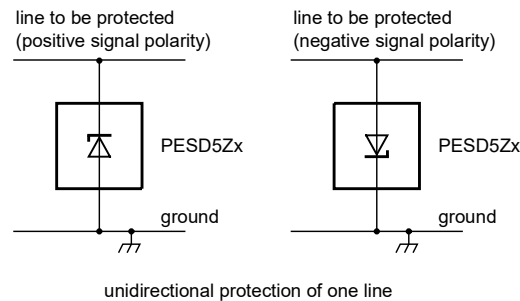 line to be protected
(positive signal polarity)
PESD5Zx
ground
line to be protected
(negative signal polarity)
PESD5Zx
ground
unidirectional protection of one line